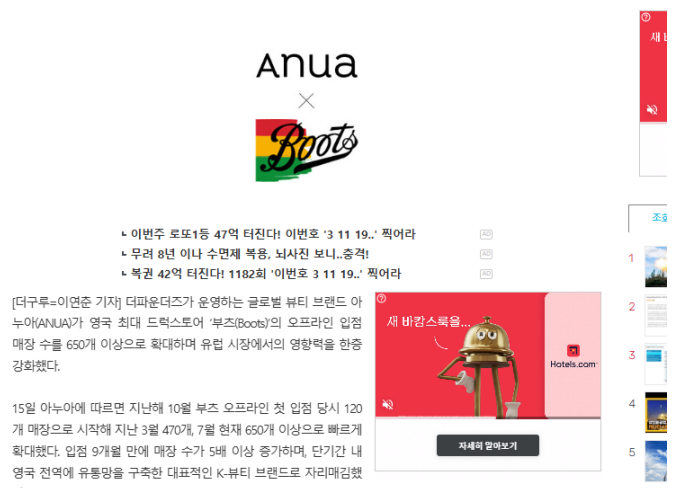 ANUA
×
Boots
새 ㅂ
┗ 이번주 로또1등 47억 터진다! 이번호 '3 11 19..' 찍어라
AD
┗ 무려 8년 이나 수면제 복용, 뇌사진 보니..충격!
AD
┗ 복권 42억 터진다! 1182회 '이번호 3 11 19..' 찍어라
AD
[더구루=이연춘 기자] 더파운더즈가 운영하는 글로벌 뷰티 브랜드 아
누아(ANUA)가 영국 최대 드럭스토어 '부츠(Boots)'의 오프라인 입점
매장 수를 650개 이상으로 확대하며 유럽 시장에서의 영향력을 한층
강화했다.
15일 아누아에 따르면 지난해 10월 부츠 오프라인 첫 입점 당시 120
개 매장으로 시작해 지난 3월 470개, 7월 현재 650개 이상으로 빠르게
확대했다. 입점 9개월 만에 매장 수가 5배 이상 증가하며, 단기간 내
영국 전역에 유통망을 구축한 대표적인 K-뷰티 브랜드로 자리매김했
새 바캉스룩을...
Hotels.com
자세히 알아보기
조회
1
2
3
4
5